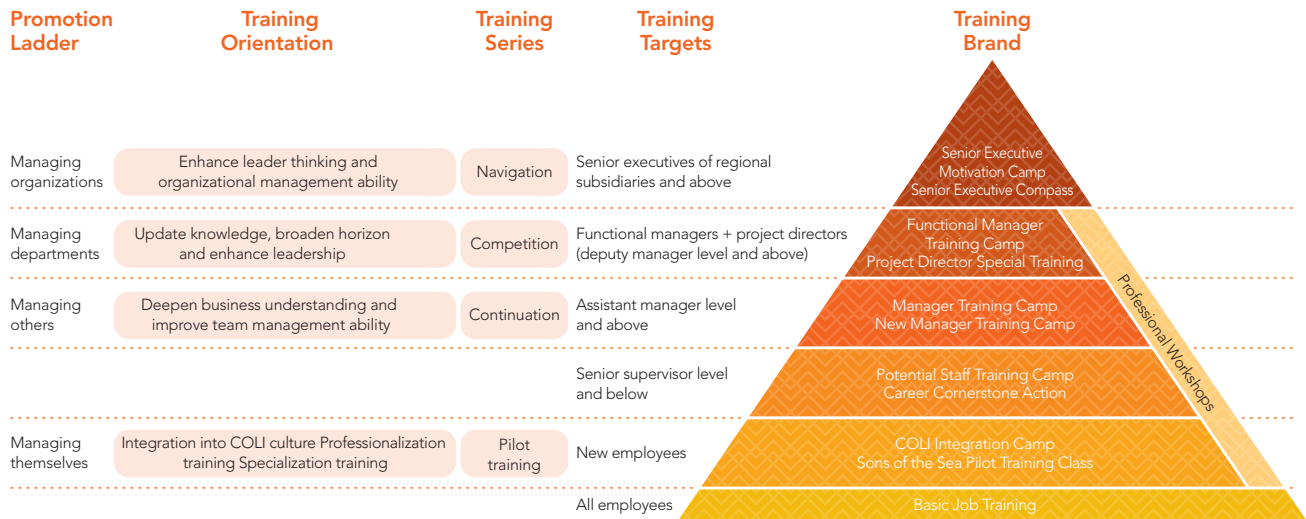 Promotion
Ladder
Training
Orientation
Training
Series
Training
Targets
Training
Brand
Managing
organizations
Enhance leader thinking and
organizational management ability
Navigation
Senior executives of regional
subsidiaries and above
Senior Executive
Motivation Camp
Senior Executive Compass
Managing
departments
Update knowledge, broaden horizon
and enhance leadership
Competition
Functional managers + project directors
(deputy manager level and above)
Functional Manager
Training Camp
Project Director Special Training
Managing
others
Deepen business understanding and
improve team management ability
Continuation
Assistant manager level
and above
Manager Training Camp
New Manager Training Camp
Professional Workshops
Senior supervisor level
and below
Potential Staff Training Camp
Career Cornerstone Action
Managing
themselves
Integration into COLI culture Professionalization
training Specialization training
Pilot
training
New employees
COLI Integration Camp
Sons of the Sea Pilot Training Class
All employees
Basic Job Training